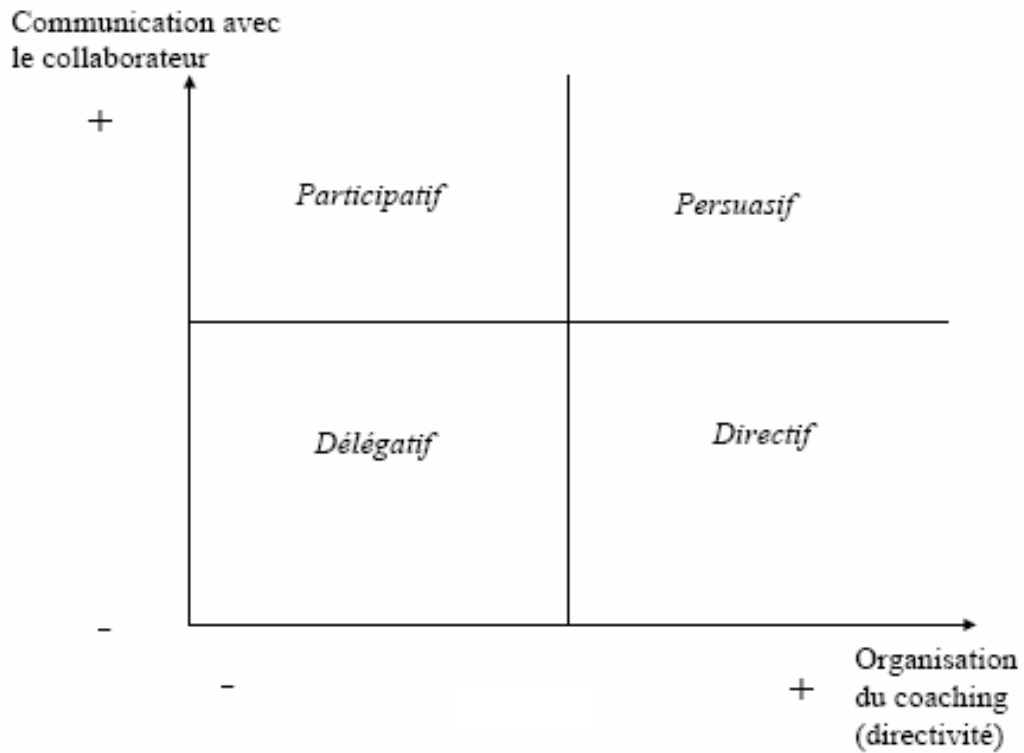 Communication avec
le collaborateur
+
Participatif
Persuasif
Délégatif
Directif
-
-
+
Organisation
du coaching
(directivité)